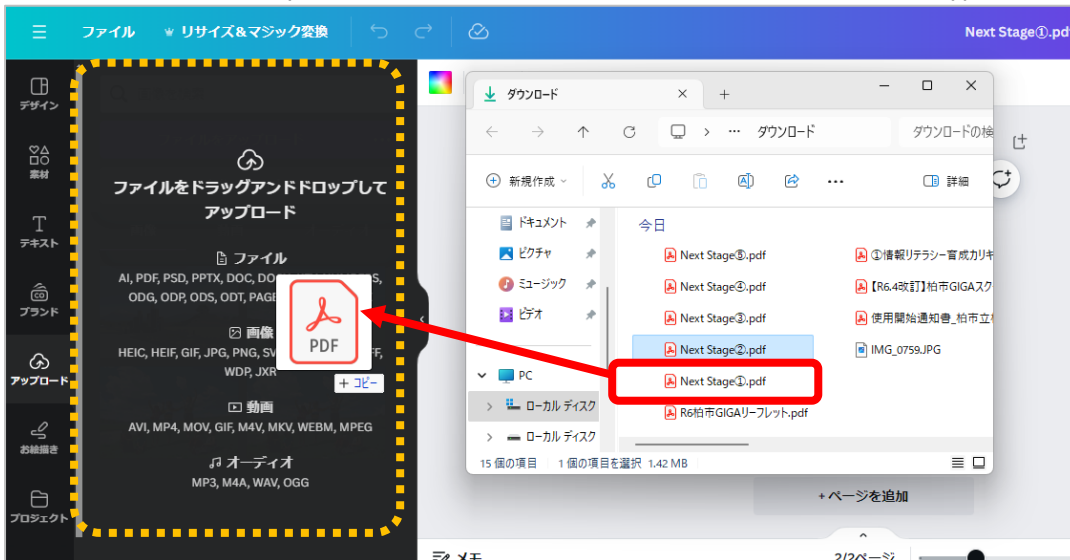 ファイル
リサイズ&マジック変換
Next Stage①.pdf
デザイン
素材
テキスト
ブランド
アップロード
お絵描き
プロジェクト
ファイルをドラッグアンドドロップして
アップロード
ファイル
AI, PDF, PSD, PPTX, DOC,
ODG, ODP, ODS, ODT,
画像
HEIC, HEIF, GIF, JPG, PNG,
WDP, JXR
PDF
+ コピー
動画
AVI, MP4, MOV, GIF, M4V, MKV, WEBM, MPEG
オーディオ
MP3, M4A, WAV, OGG
ダウンロード
ダウンロード
ダウンロードの検
新規作成
詳細
ドキュメント
ピクチャ
ミュージック
ビデオ
PC
ローカル ディスク
ローカル ディスク
今日
Next Stage⑤.pdf
Next Stage④.pdf
Next Stage③.pdf
Next Stage②.pdf
Next Stage①.pdf
R6柏市GIGAリーフレット.pdf
①情報リテラシー育成カリキ
【R6.4改訂】柏市GIGAスク
使用開始通知書_柏市立
IMG_0759.JPG
15 個の項目
1 個の項目を選択 1.42 MB
+ ページを追加
メモ
2/2ページ